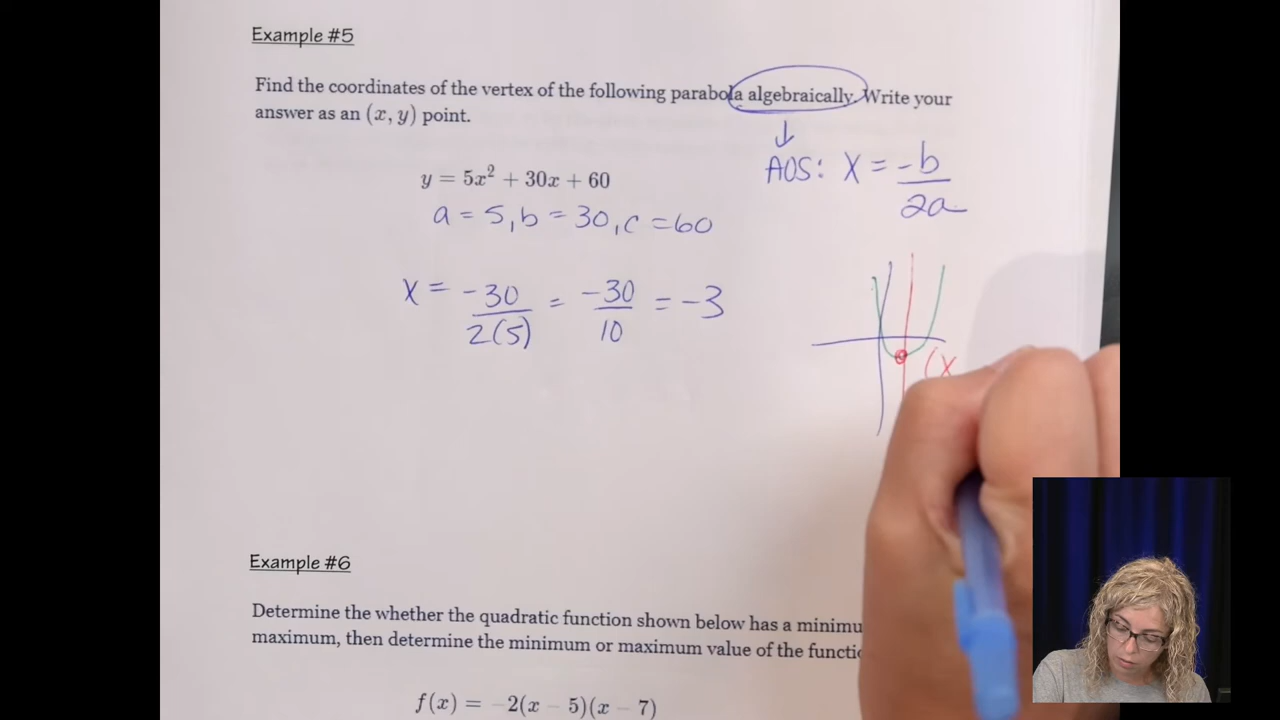 Example #5
Find the coordinates of the vertex of the following parabola algebraically. Write your
answer as an (x, y) point.
↓
AOS: x = -b/2a
y = 5x² + 30x + 60
a = 5, b = 30, c = 60
x = -30/2(5) = -30/10 = -3
(x
Example #6
Determine the whether the quadratic function shown below has a minimu
maximum, then determine the minimum or maximum value of the functio
f(x) = -2(x - 5)(x - 7)